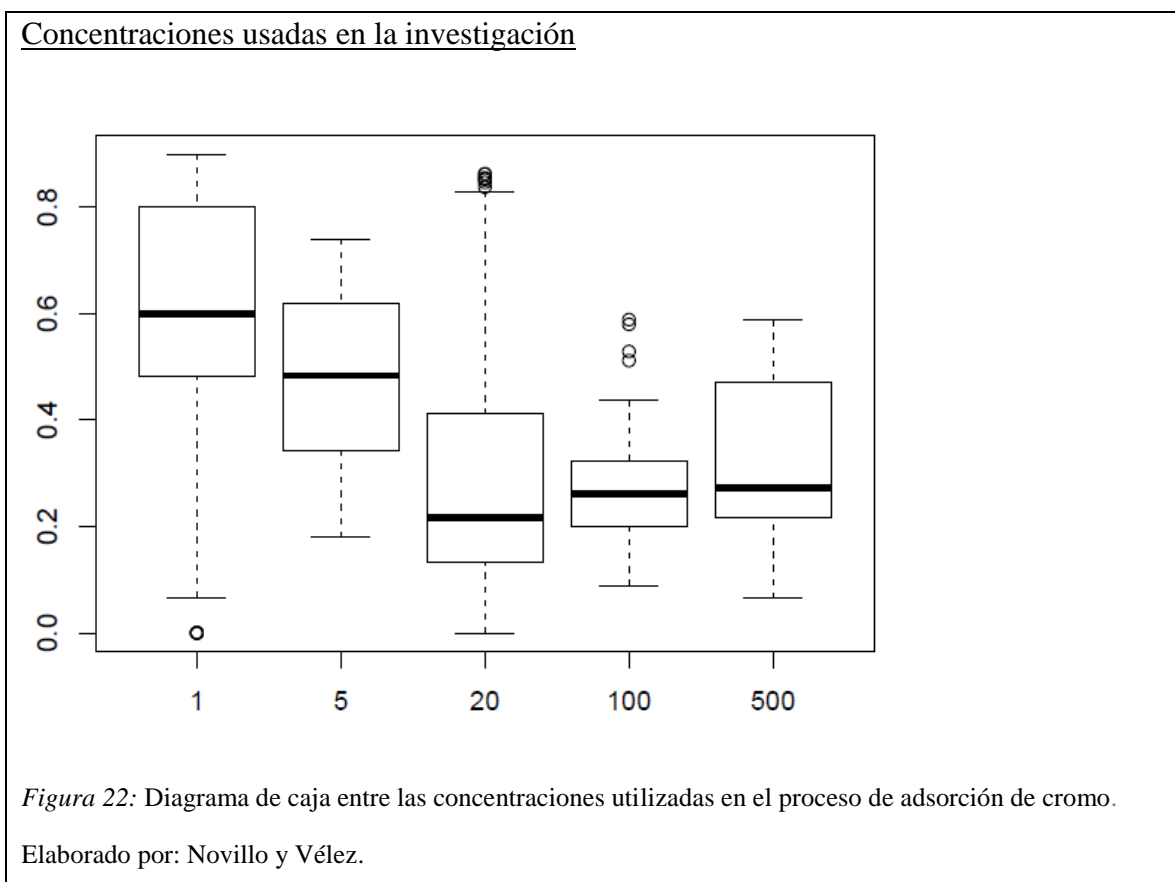 Concentraciones usadas en la investigación
0.8
0.6
0.4
0.2
0.0
1 5 20 100 500
Figura 22: Diagrama de caja entre las concentraciones utilizadas en el proceso de adsorción de cromo.
Elaborado por: Novillo y Vélez.